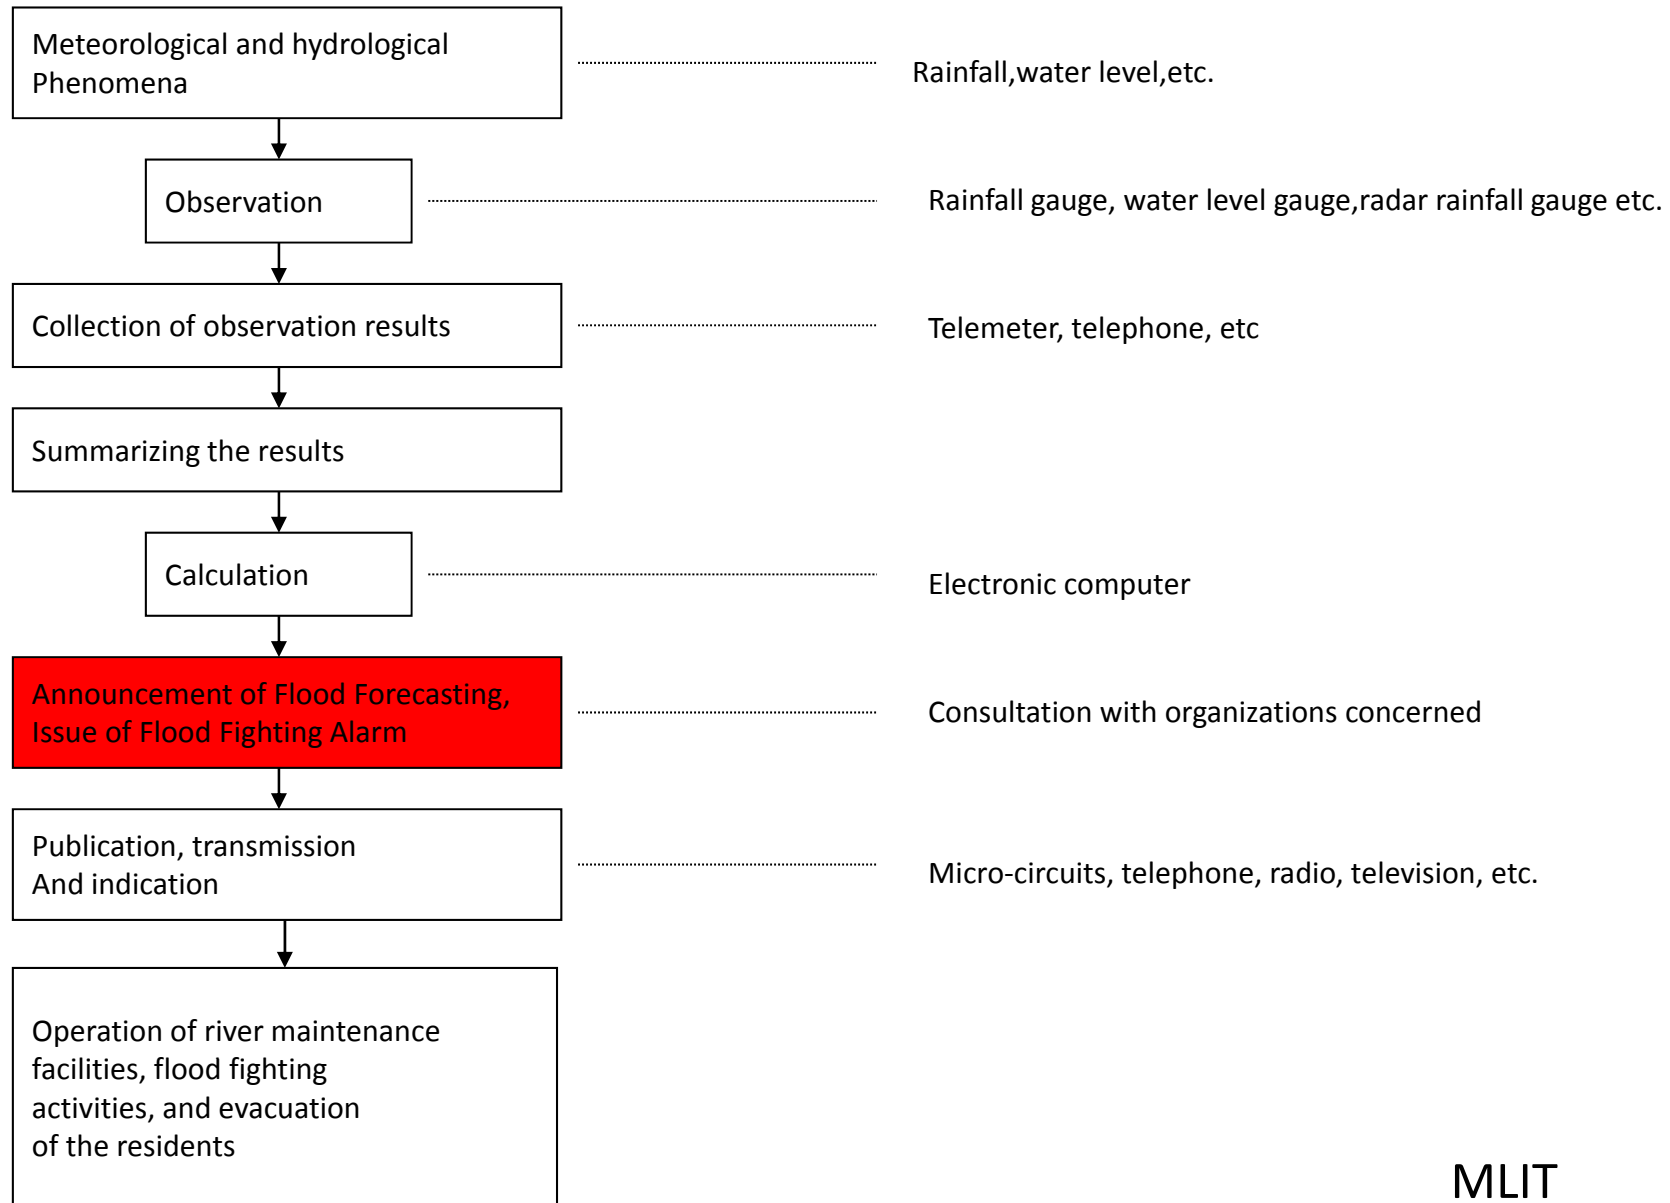 Meteorological and hydrological
Phenomena
Rainfall,water level,etc.
Observation
Rainfall gauge, water level gauge,radar rainfall gauge etc.
Collection of observation results
Telemeter, telephone, etc
Summarizing the results
Calculation
Electronic computer
Announcement of Flood Forecasting,
Issue of Flood Fighting Alarm
Consultation with organizations concerned
Publication, transmission
And indication
Micro-circuits, telephone, radio, television, etc.
Operation of river maintenance
facilities, flood fighting
activities, and evacuation
of the residents
MLIT